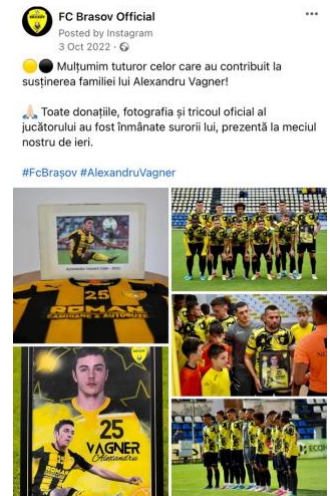 FC Brasov Official
Posted by Instagram
3 Oct 2022 ·
Mulțumim tuturor celor care au contribuit la
susținerea familiei lui Alexandru Vagner!
Toate donațiile, fotografia și tricoul oficial al
jucătorului au fost înmânate surorii lui, prezentă la meciul
nostru de ieri.
#FcBrașov #AlexandruVagner
25
ROMAN
25
VAGNER
Alexandru